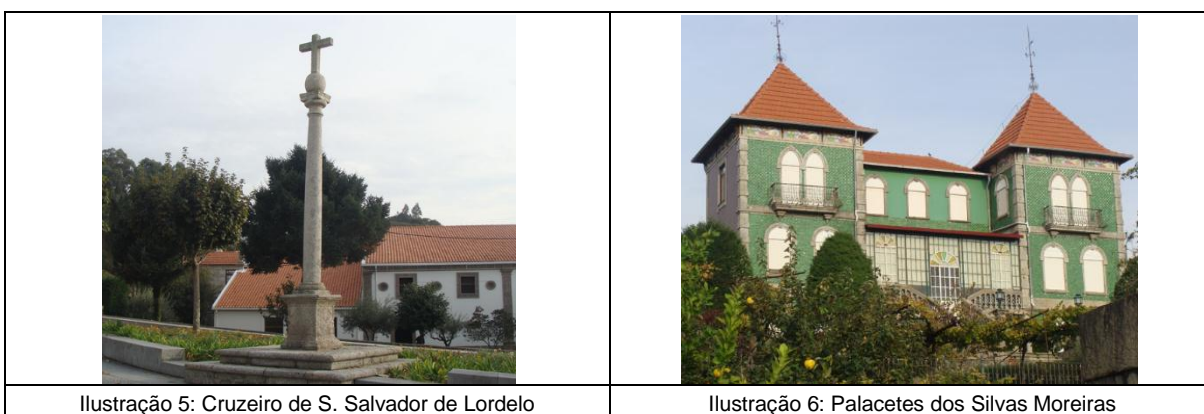 Ilustração 5: Cruzeiro de S. Salvador de Lordelo
Ilustração 6: Palacetes dos Silvas Moreiras